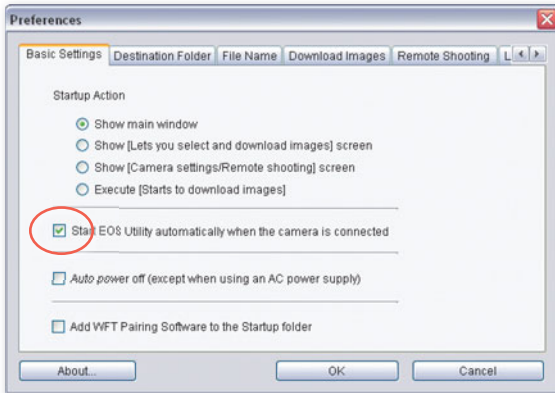 Preferences
Basic Settings Destination Folder File Name Download Images Remote Shooting L
Startup Action
Show main window
Show [Lets you select and download images] screen
Show [Camera settings/Remote shooting] screen
Execute [Starts to download images]
Start EOS Utility automatically when the camera is connected
Auto power off (except when using an AC power supply)
Add WFT Pairing Software to the Startup folder
About... OK Cancel